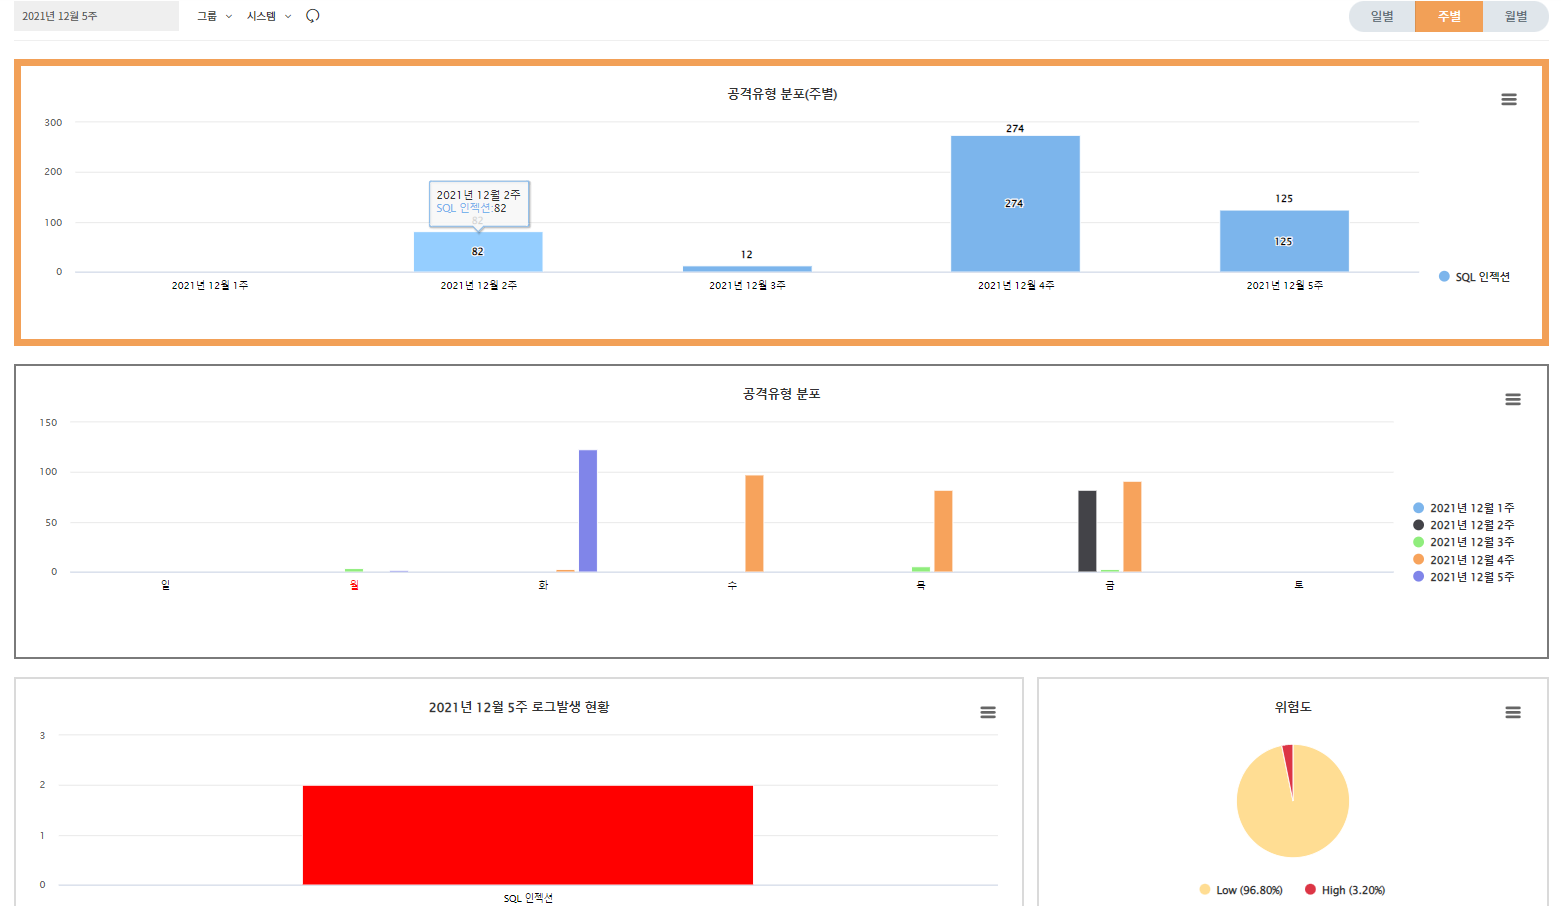 2021년 12월 5주
그룹
시스템
일별
주별
월별
공격유형 분포(주별)
300
200
100
0
2021년 12월 2주
SQL 인젝션:82
82
82
12
274
274
125
125
2021년 12월 1주
2021년 12월 2주
2021년 12월 3주
2021년 12월 4주
2021년 12월 5주
SQL 인젝션
공격유형 분포
150
100
50
0
일
월
화
수
목
금
토
2021년 12월 1주
2021년 12월 2주
2021년 12월 3주
2021년 12월 4주
2021년 12월 5주
2021년 12월 5주 로그발생 현황
3
2
1
0
SQL 인젝션
위험도
Low (96.80%)
High (3.20%)